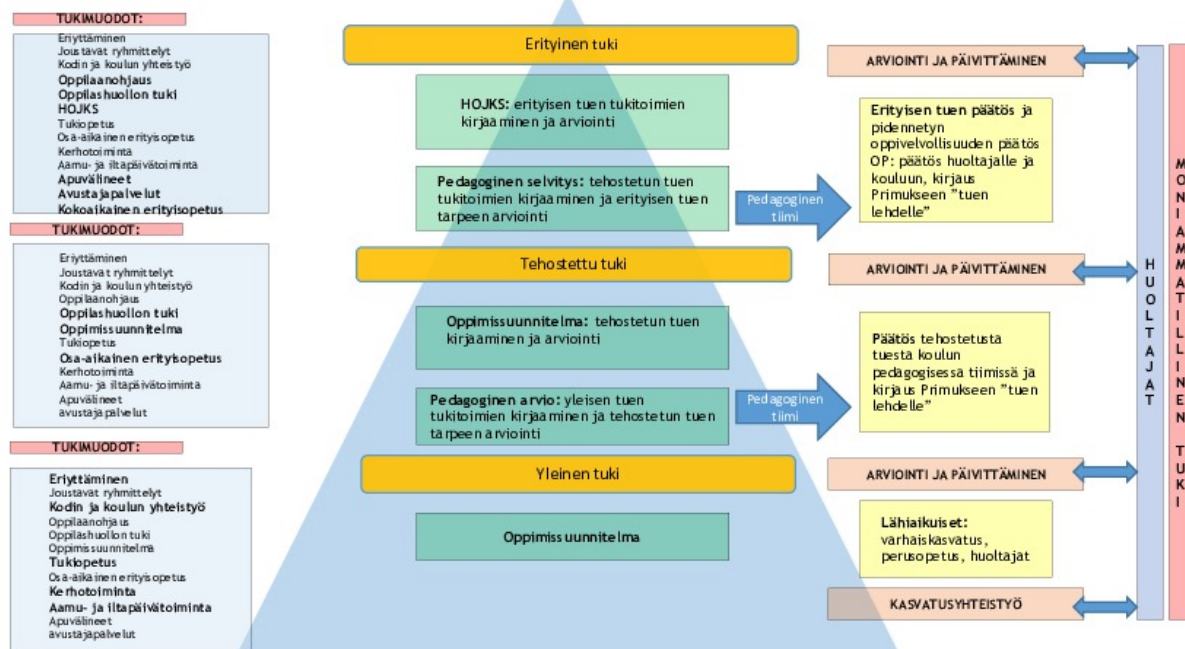 TUKIMUODOT:
Eriyttäminen
Joustavat ryhmittelyt
Kodin ja koulun yhteistyö
Oppilaanohjaus
Oppilashuollon tuki
HOJKS
Tukiopetus
Osa-aikainen erityisopetus
Kerhotoiminta
Aamu- ja iltapäivätoiminta
Apuvälineet
Avustajapalvelut
Kokoaikainen erityisopetus
TUKIMUODOT:
Eriyttäminen
Joustavat ryhmittelyt
Kodin ja koulun yhteistyö
Oppilaanohjaus
Oppilashuollon tuki
Oppimissuunnitelma
Tukiopetus
Osa-aikainen erityisopetus
Kerhotoiminta
Aamu- ja iltapäivätoiminta
Apuvälineet
avustajapalvelut
TUKIMUODOT:
Eriyttäminen
Joustavat ryhmittelyt
Kodin ja koulun yhteistyö
Oppilaanohjaus
Oppilashuollon tuki
Oppimissuunnitelma
Tukiopetus
Osa-aikainen erityisopetus
Kerhotoiminta
Aamu- ja iltapäivätoiminta
Apuvälineet
avustajapalvelut
Erityinen tuki
HOJKS: erityisen tuen tukitoimien
kirjaaminen ja arviointi
Pedagoginen selvitys: tehostetun tuen
tukitoimien kirjaaminen ja erityisen tuen
tarpeen arviointi
Pedagoginen
tiimi
Tehostettu tuki
Oppimissuunnitelma: tehostetun tuen
kirjaaminen ja arviointi
Pedagoginen arvio: yleisen tuen
tukitoimien kirjaaminen ja tehostetun tuen
tarpeen arviointi
Pedagoginen
tiimi
Yleinen tuki
Oppimissuunnitelma
ARVIOINTI JA PÄIVITTÄMINEN
Erityisen tuen päätös ja
pidennetyn
oppivelvollisuuden päätös
OP: päätös huoltajalle ja
kouluun, kirjaus
Primukseen "tuen
lehdelle"
ARVIOINTI JA PÄIVITTÄMINEN
Päätös tehostetusta
tuesta koulun
pedagogisessa tiimissä ja
kirjaus Primukseen "tuen
lehdelle"
ARVIOINTI JA PÄIVITTÄMINEN
Lähiaikuiset:
varhaiskasvatus,
perusopetus, huoltajat
KASVATUSYHTEISTYÖ
HUOLTAJAT
MONIAMMATILLINEN TUKI